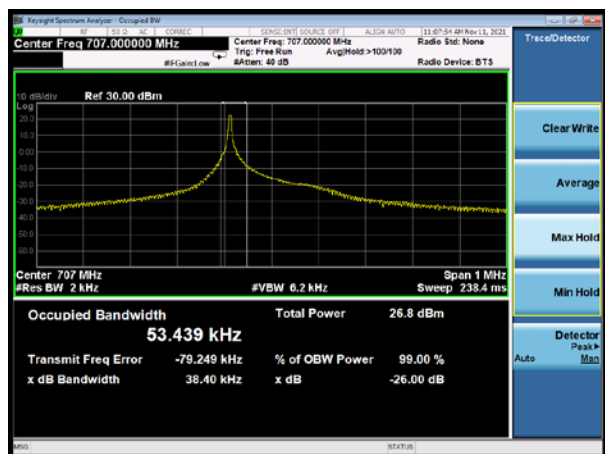 Keysight Spectrum Analyzer - Occupied BW
RF 50 Ω AC CORREC SENSE:INT SOURCE OFF ALIGN AUTO 11:07:54 AM Nov 11, 2021
Center Freq 707.000000 MHz
Center Freq: 707.000000 MHz
Radio Std: None
Trig: Free Run Avg|Hold:>100/100
#IFGain:Low #Atten: 40 dB Radio Device: BTS
Trace/Detector
10 dB/div Ref 30.00 dBm
Log
20.0
10.0
0.00
-10.0
-20.0
-30.0
-40.0
-50.0
-60.0
Center 707 MHz Span 1 MHz
#Res BW 2 kHz #VBW 6.2 kHz Sweep 238.4 ms
Occupied Bandwidth Total Power 26.8 dBm
53.439 kHz
Transmit Freq Error -79.249 kHz % of OBW Power 99.00 %
x dB Bandwidth 38.40 kHz x dB -26.00 dB
Clear Write
Average
Max Hold
Min Hold
Detector
Peak▶
Auto Man
MSG STATUS